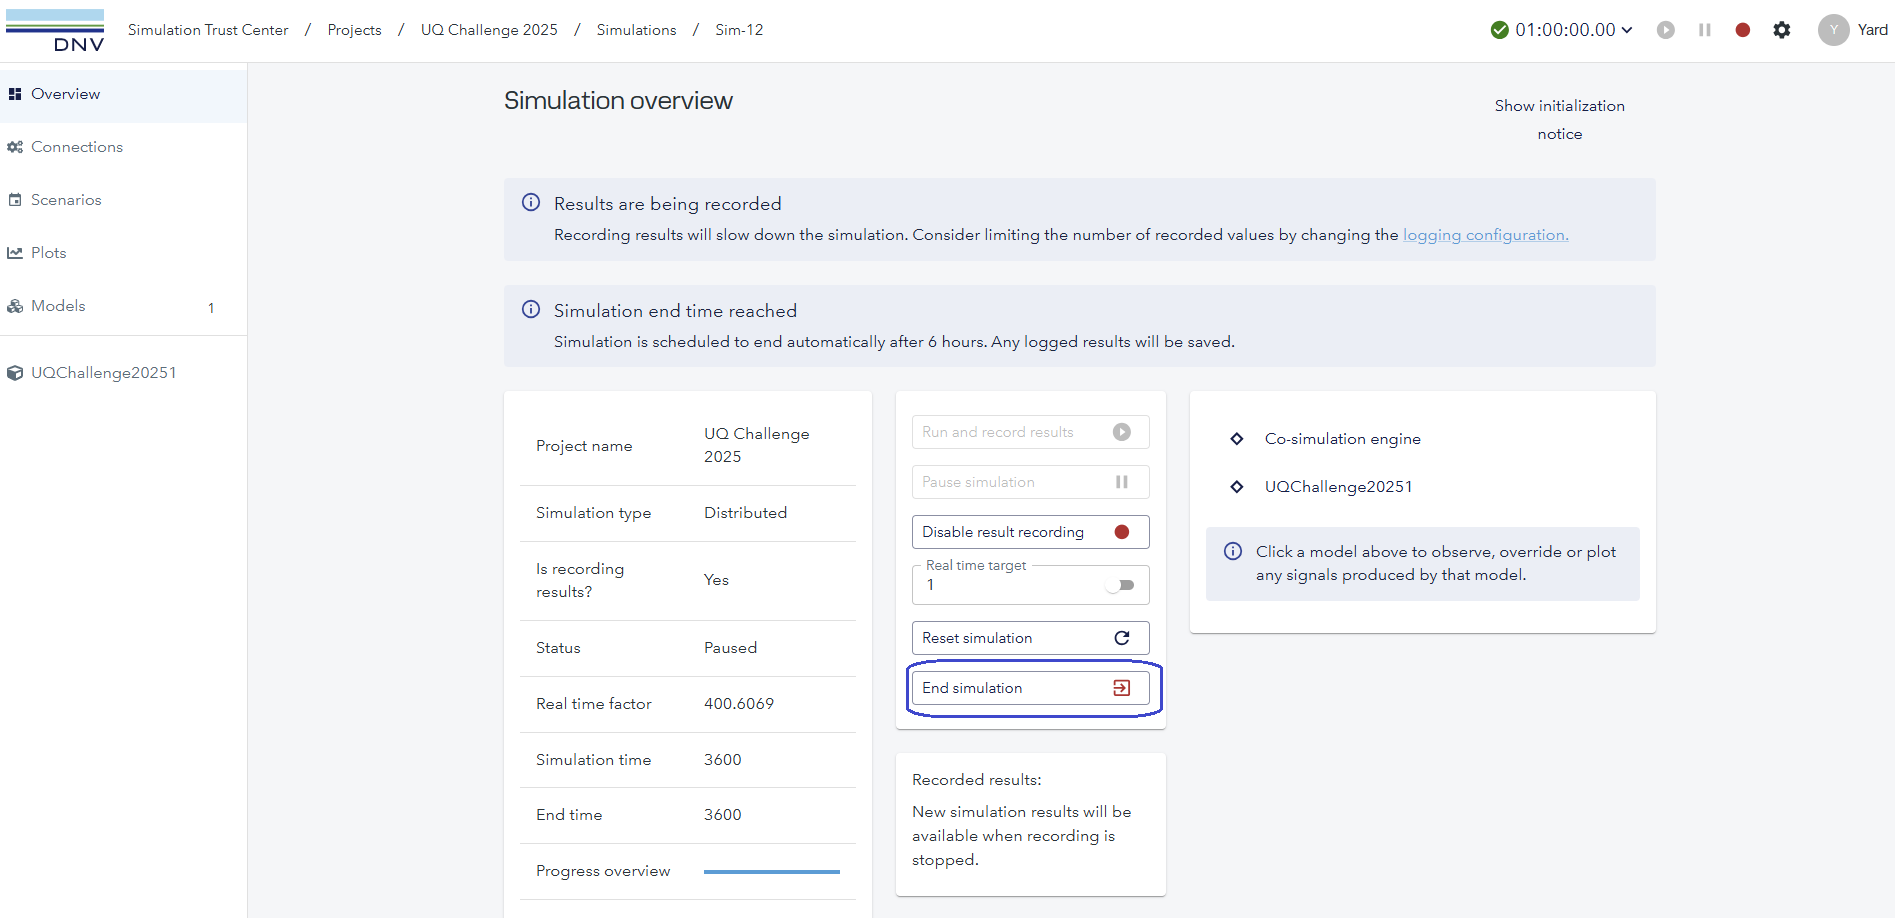 DNV
Simulation Trust Center / Projects / UQ Challenge 2025 / Simulations / Sim-12
01:00:00.00
Y
Yard
Overview
Connections
Scenarios
Plots
Models 1
UQChallenge20251
Simulation overview
Show initialization
notice
Results are being recorded
Recording results will slow down the simulation. Consider limiting the number of recorded values by changing the logging configuration.
Simulation end time reached
Simulation is scheduled to end automatically after 6 hours. Any logged results will be saved.
Project name
UQ Challenge
2025
Simulation type Distributed
Is recording
results?
Yes
Status Paused
Real time factor 400.6069
Simulation time 3600
End time 3600
Progress overview
Run and record results
Pause simulation
Disable result recording
Real time target
1
Reset simulation
End simulation
Recorded results:
New simulation results will be
available when recording is
stopped.
Co-simulation engine
UQChallenge20251
Click a model above to observe, override or plot
any signals produced by that model.